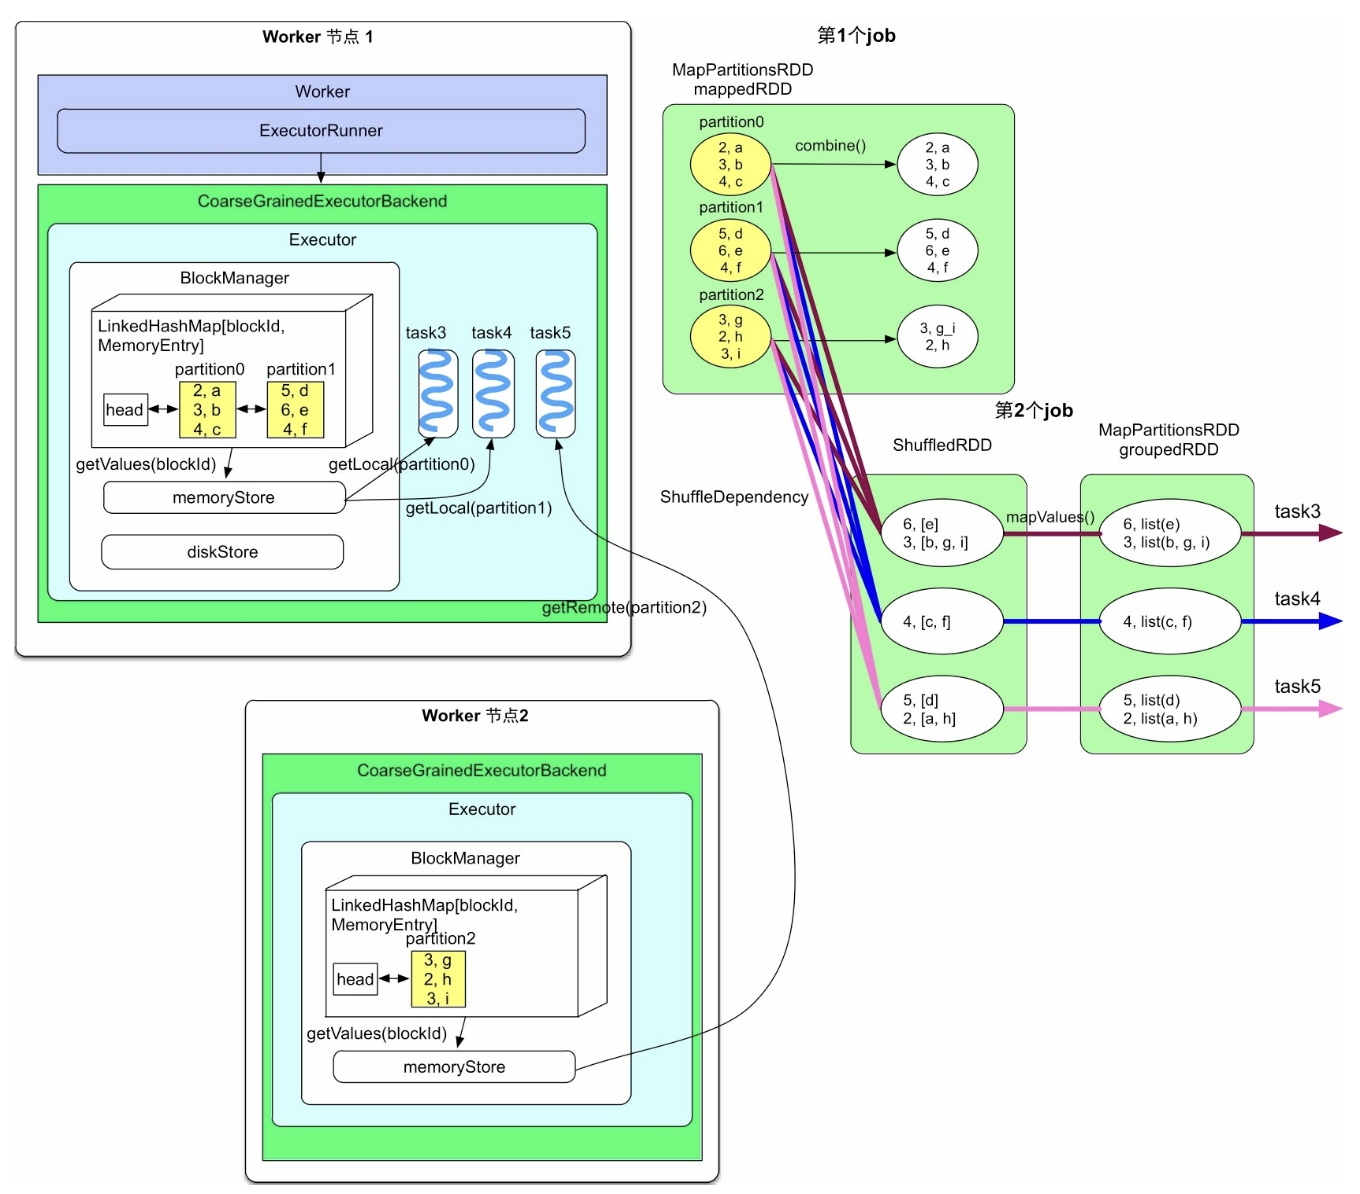 Worker 节点 1
Worker
ExecutorRunner
CoarseGrainedExecutorBackend
Executor
BlockManager
LinkedHashMap[blockId,
MemoryEntry]
partition0
partition1
head
2, a
3, b
4, c
5, d
6, e
4, f
getValues(blockId)
memoryStore
diskStore
task3
task4
task5
getLocal(partition0)
getLocal(partition1)
getRemote(partition2)
Worker 节点2
CoarseGrainedExecutorBackend
Executor
BlockManager
LinkedHashMap[blockId,
MemoryEntry]
partition2
head
3, g
2, h
3, i
getValues(blockId)
memoryStore
第1个job
MapPartitionsRDD
mappedRDD
partition0
2, a
3, b
4, c
combine()
2, a
3, b
4, c
partition1
5, d
6, e
4, f
5, d
6, e
4, f
partition2
3, g
2, h
3, i
3, g_i
2, h
第2个job
ShuffleDependency
ShuffledRDD
MapPartitionsRDD
groupedRDD
6, [e]
3, [b, g, i]
mapValues()
6, list(e)
3, list(b, g, i)
task3
4, [c, f]
4, list(c, f)
task4
5, [d]
2, [a, h]
5, list(d)
2, list(a, h)
task5